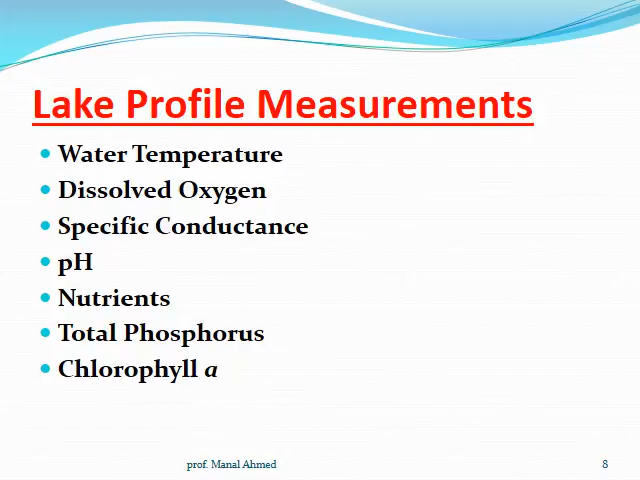 Lake Profile Measurements
• Water Temperature
• Dissolved Oxygen
• Specific Conductance
• pH
• Nutrients
• Total Phosphorus
• Chlorophyll a
prof. Manal Ahmed
8